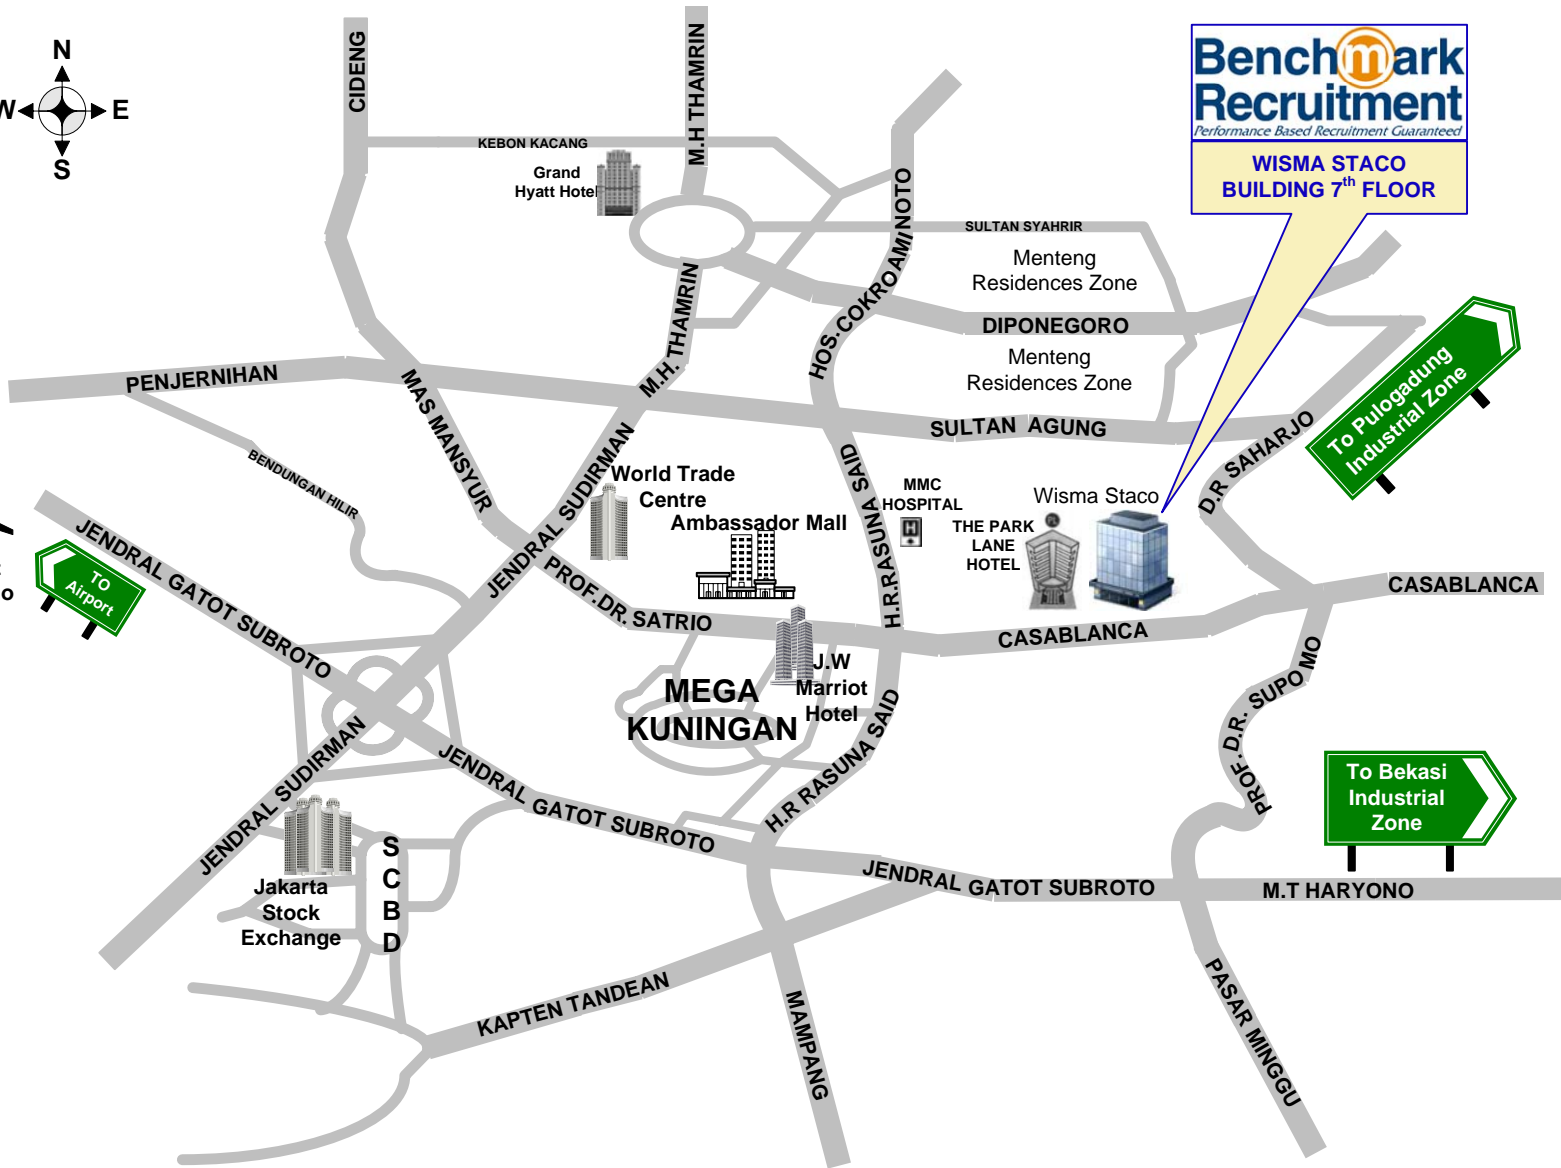 N
W
E
S
CIDENG
M.H THAMRIN
KEBON KACANG
Grand
Hyatt Hotel
Benchmark
Recruitment
Performance Based Recruitment Guaranteed
WISMA STACO
BUILDING 7th FLOOR
HOS. COKROAMINOTO
SULTAN SYAHRIR
Menteng
Residences Zone
M.H. THAMRIN
DIPONEGORO
Menteng
Residences Zone
PENJERNIHAN
MAS MANSYUR
SULTAN AGUNG
D.R SAHARJO
To Pulogadung
Industrial Zone
BENDUNGAN HILIR
JENDRAL SUDIRMAN
World Trade
Centre
Ambassador Mall
H.R.RASUNA SAID
MMC
HOSPITAL
THE PARK
LANE
HOTEL
Wisma Staco
JENDRAL GATOT SUBROTO
TO
Airport
o
PROF.DR. SATRIO
CASABLANCA
CASABLANCA
J.W
Marriot
Hotel
MEGA
KUNINGAN
H.R RASUNA SAID
PROF. D.R. SUPOMO
JENDRAL SUDIRMAN
JENDRAL GATOT SUBROTO
To Bekasi
Industrial
Zone
Jakarta
Stock
Exchange
S
C
B
D
JENDRAL GATOT SUBROTO
M.T HARYONO
KAPTEN TANDEAN
MAMPANG
PASAR MINGGU